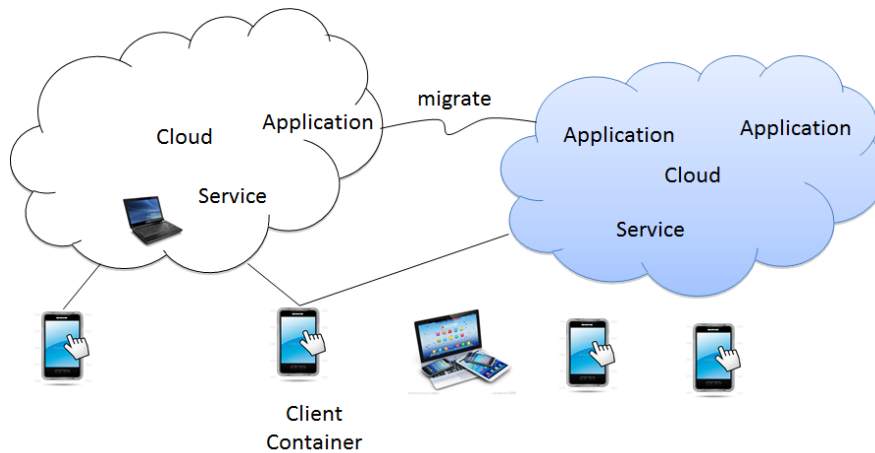 migrate
Cloud
Application
Service
Application
Application
Cloud
Service
Client
Container